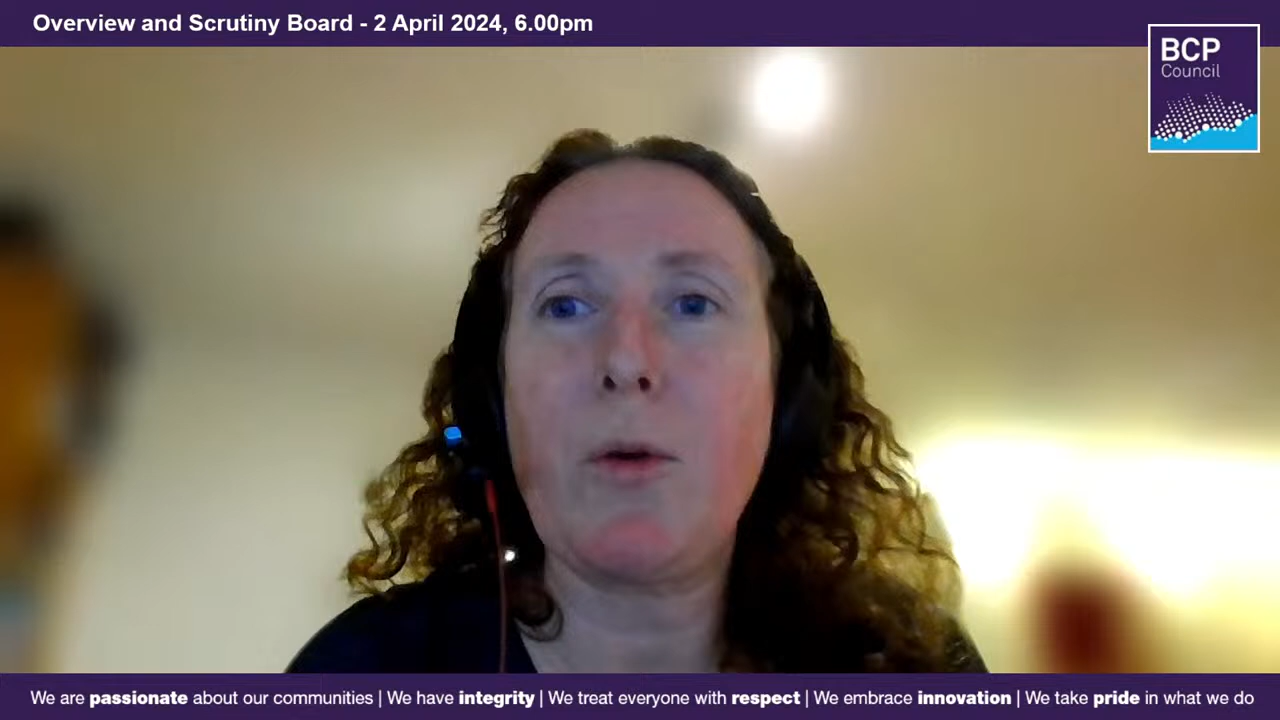 Overview and Scrutiny Board - 2 April 2024, 6.00pm
BCP
Council
We are passionate about our communities | We have integrity | We treat everyone with respect | We embrace innovation | We take pride in what we do